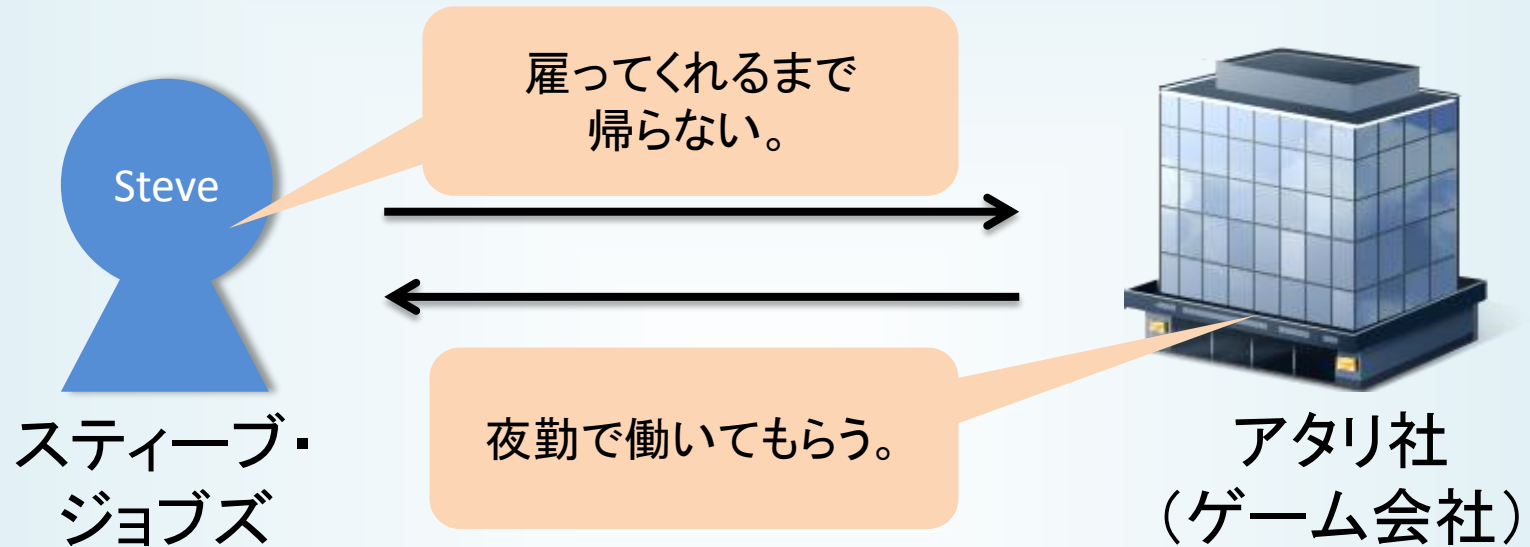 雇ってくれるまで
帰らない。
Steve
夜勤で働いてもらう。
スティーブ・
ジョブズ
アタリ社
（ゲーム会社）